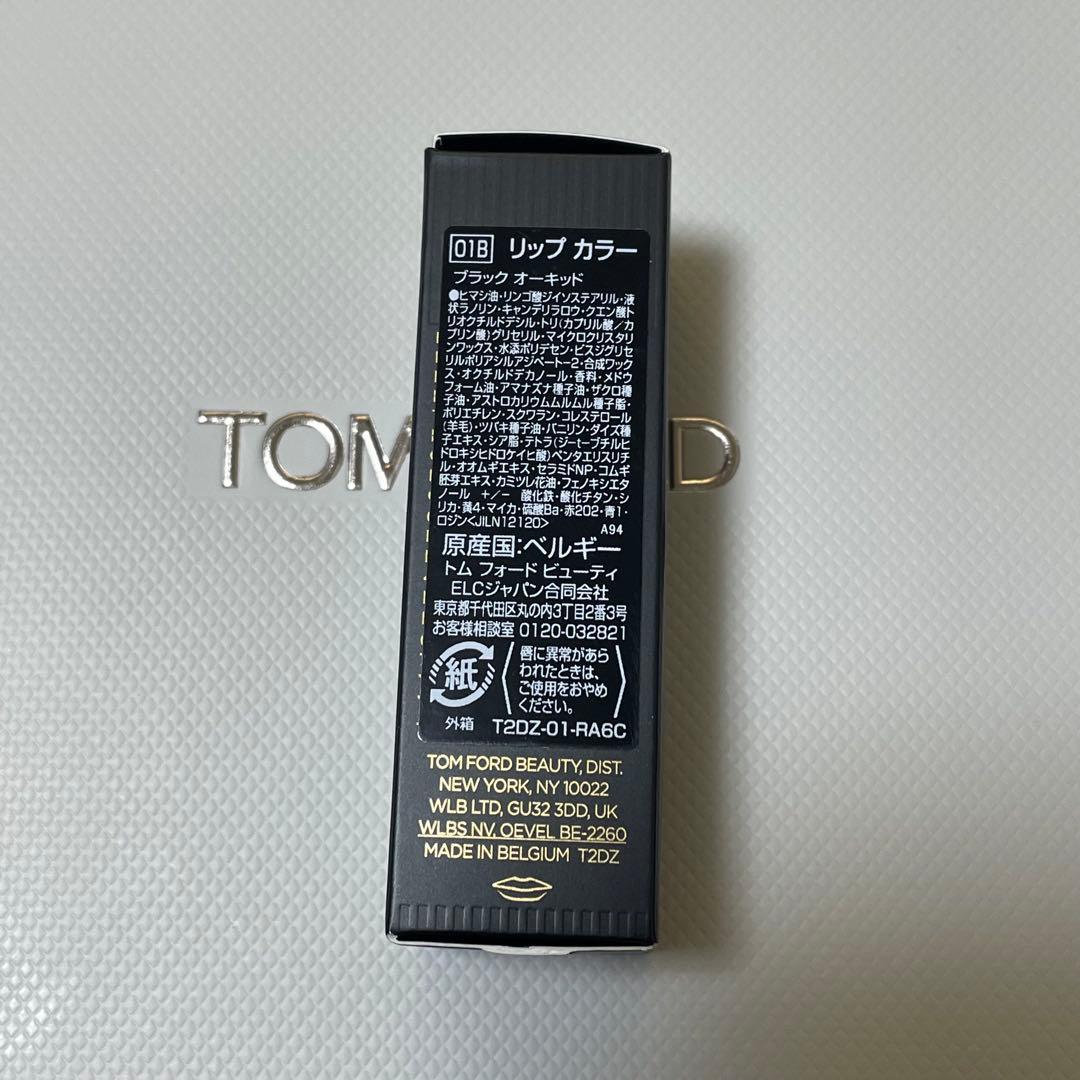 01B リップ カラー
ブラック オーキッド
●ヒマシ油・リンゴ酸ジイソステアリル・液
状ラノリン・キャンデリラロウ・クエン酸ト
リオクチルドデシル・トリ(カプリル酸/カ
プリン酸)グリセリル・マイクロクリスタリ
ンワックス・水添ポリデセン・ビスジグリセ
リルポリアシルアジペート-2・合成ワック
ス・オクチルドデカノール・香料・メドウ
フォーム油・アマナズナ種子油・ザクロ種
子油・アストロカリウムムルムル種子脂・
ポリエチレン・スクワラン・コレステロール
(羊毛)・ツバキ種子油・バニリン・ダイズ種
子エキス・シア脂・テトラ(ジーtーブチルヒ
ドロキシヒドロケイヒ酸)ペンタエリスリチ
ル・オオムギエキス・セラミドNP・コムギ
胚芽エキス・カミツレ花油・フェノキシエタ
ノール +/- 酸化鉄・酸化チタン・シ
リカ・黄4・マイカ・硫酸Ba・赤202・青1・
ロジン<JILN12120> A94
原産国:ベルギー
トム フォード ビューティ
ELCジャパン合同会社
東京都千代田区丸の内3丁目2番3号
お客様相談室 0120-032821
紙
外箱
唇に異常があら
われたときは、
ご使用をおやめ
ください。
T2DZ-01-RA6C
TOM FORD BEAUTY, DIST.
NEW YORK, NY 10022
WLB LTD, GU32 3DD, UK
WLBS NV. OEVEL BE-2260
MADE IN BELGIUM T2DZ
TOM RD